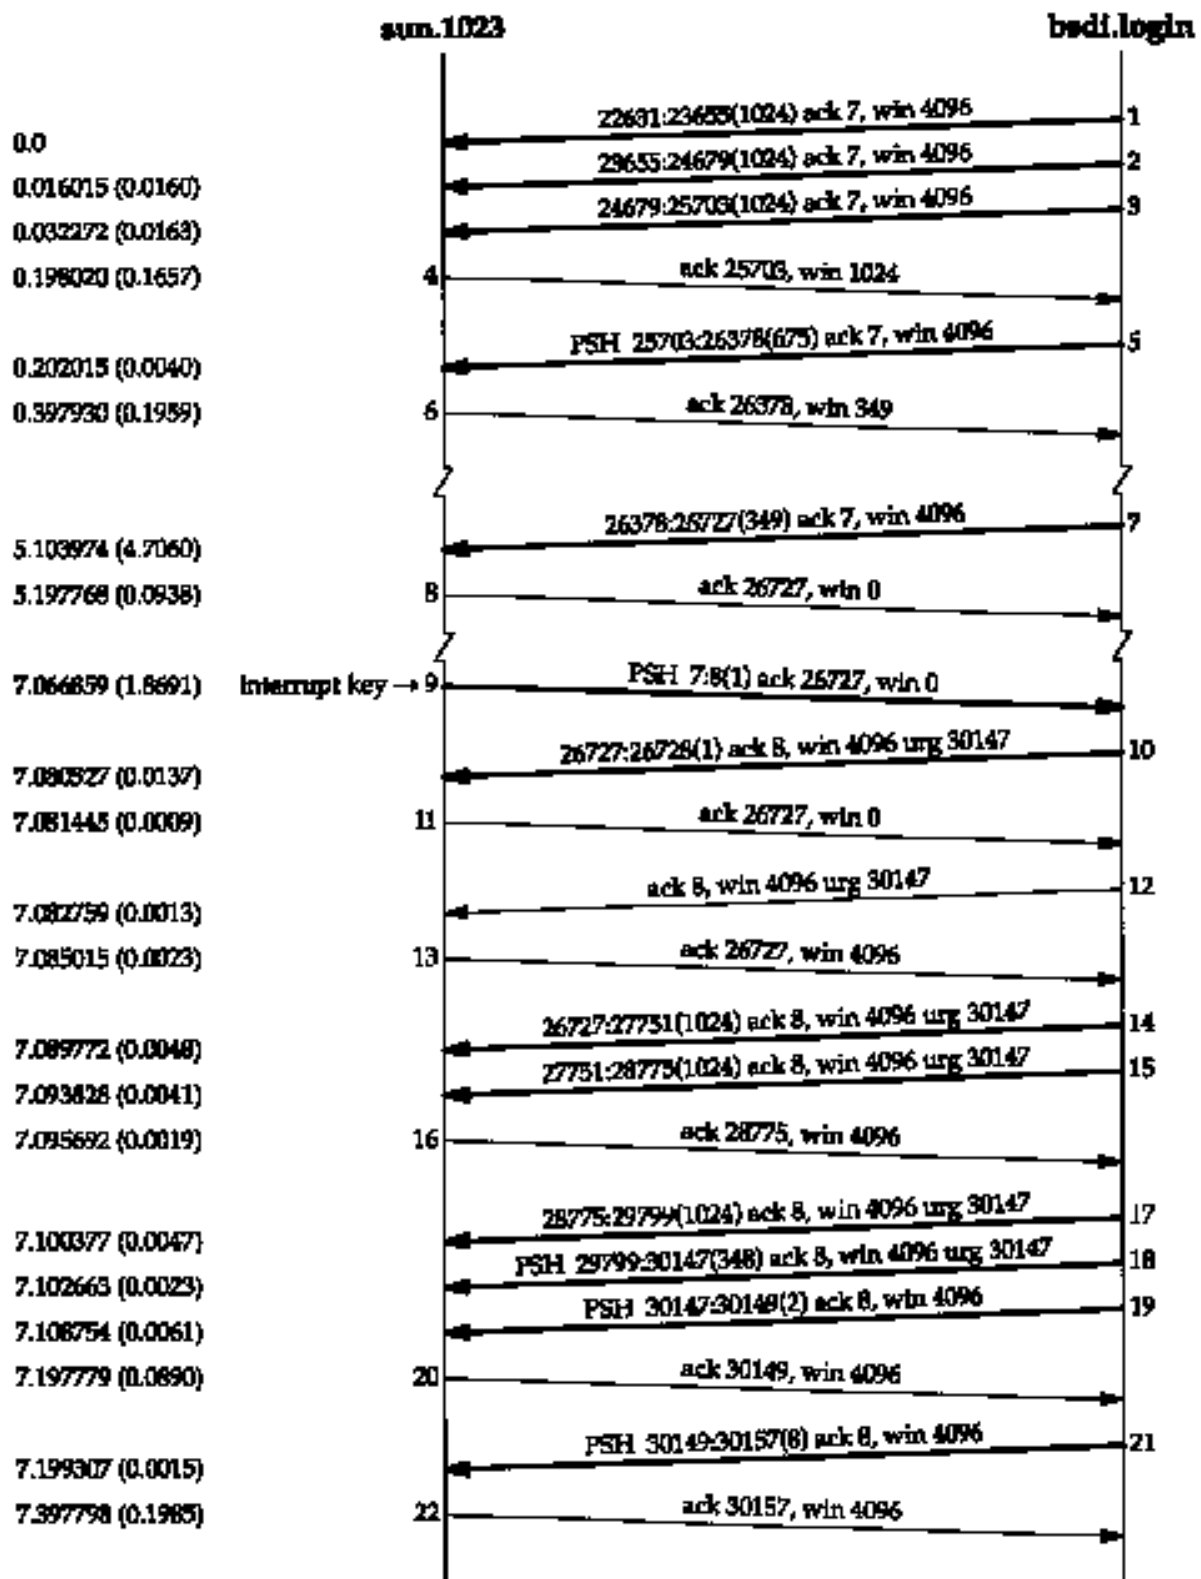 sun.1023 bsdi.login
22631:23655(1024) ack 7, win 4096 1
0.0
23655:24679(1024) ack 7, win 4096 2
0.016015 (0.0160)
24679:25703(1024) ack 7, win 4096 3
0.032272 (0.0163)
0.198020 (0.1657) 4 ack 25703, win 1024
PSH 25703:26378(675) ack 7, win 4096 5
0.202015 (0.0040)
0.397930 (0.1959) 6 ack 26378, win 349
26378:26727(349) ack 7, win 4096 7
5.103974 (4.7060)
5.197768 (0.0938) 8 ack 26727, win 0
7.066859 (1.8691) interrupt key → 9 PSH 7:8(1) ack 26727, win 0
26727:26728(1) ack 8, win 4096 urg 30147 10
7.080527 (0.0137)
7.081445 (0.0009) 11 ack 26727, win 0
ack 8, win 4096 urg 30147 12
7.082759 (0.0013)
7.085015 (0.0023) 13 ack 26727, win 4096
26727:27751(1024) ack 8, win 4096 urg 30147 14
7.089772 (0.0048)
27751:28775(1024) ack 8, win 4096 urg 30147 15
7.093828 (0.0041)
7.095692 (0.0019) 16 ack 28775, win 4096
28775:29799(1024) ack 8, win 4096 urg 30147 17
7.100377 (0.0047)
PSH 29799:30147(348) ack 8, win 4096 urg 30147 18
7.102663 (0.0023)
PSH 30147:30149(2) ack 8, win 4096 19
7.108754 (0.0061)
7.197779 (0.0890) 20 ack 30149, win 4096
PSH 30149:30157(8) ack 8, win 4096 21
7.199307 (0.0015)
7.397798 (0.1985) 22 ack 30157, win 4096